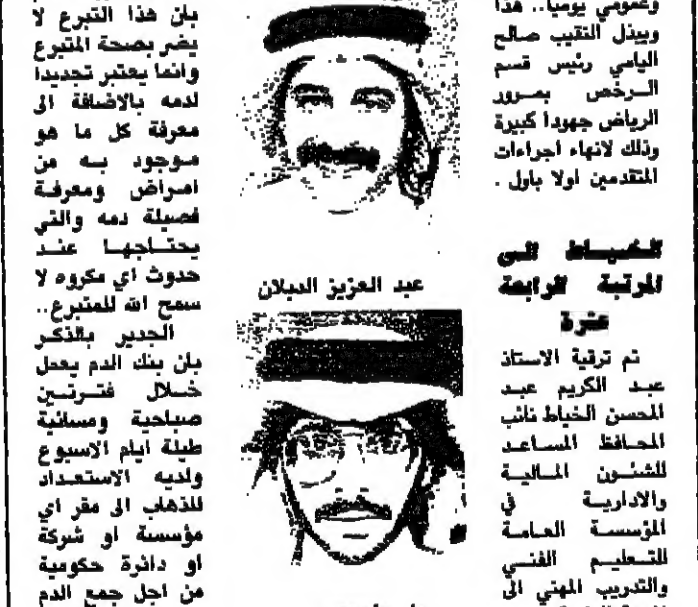 وعمومي يوميا.. هذا
ويبذل النقيب صالح
اليامي رئيس قسم
الرخص بمرور
الرياض جهودا كبيرة
وذلك لانهاء اجراءات
المتقدمين اولا باول .
الخياط الى
المرتبة الرابعة
عشرة
تم ترقية الاستاذ
عبد الكريم عبد
المحسن الخياط نائب
المحافظ المساعد
للشئون المالية
والادارية في
المؤسسة العامة
للتعليم الفني
والتدريب المهني الى
عبد العزيز الدبلان
بان هذا التبرع لا
يضر بصحة المتبرع
وانما يعتبر تجديدا
لدمه بالاضافة الى
معرفة كل ما هو
موجود به من
امراض ومعرفة
فصيلة دمه والتي
يحتاجها عند
حدوث اي مكروه لا
سمح الله للمتبرع..
الجدير بالذكر
بان بنك الدم يعمل
خلال فترتين
صباحية ومسائية
طيلة ايام الاسبوع
ولديه الاستعداد
للذهاب الى مقر اي
مؤسسة او شركة
او دائرة حكومية
من اجل جمع الدم